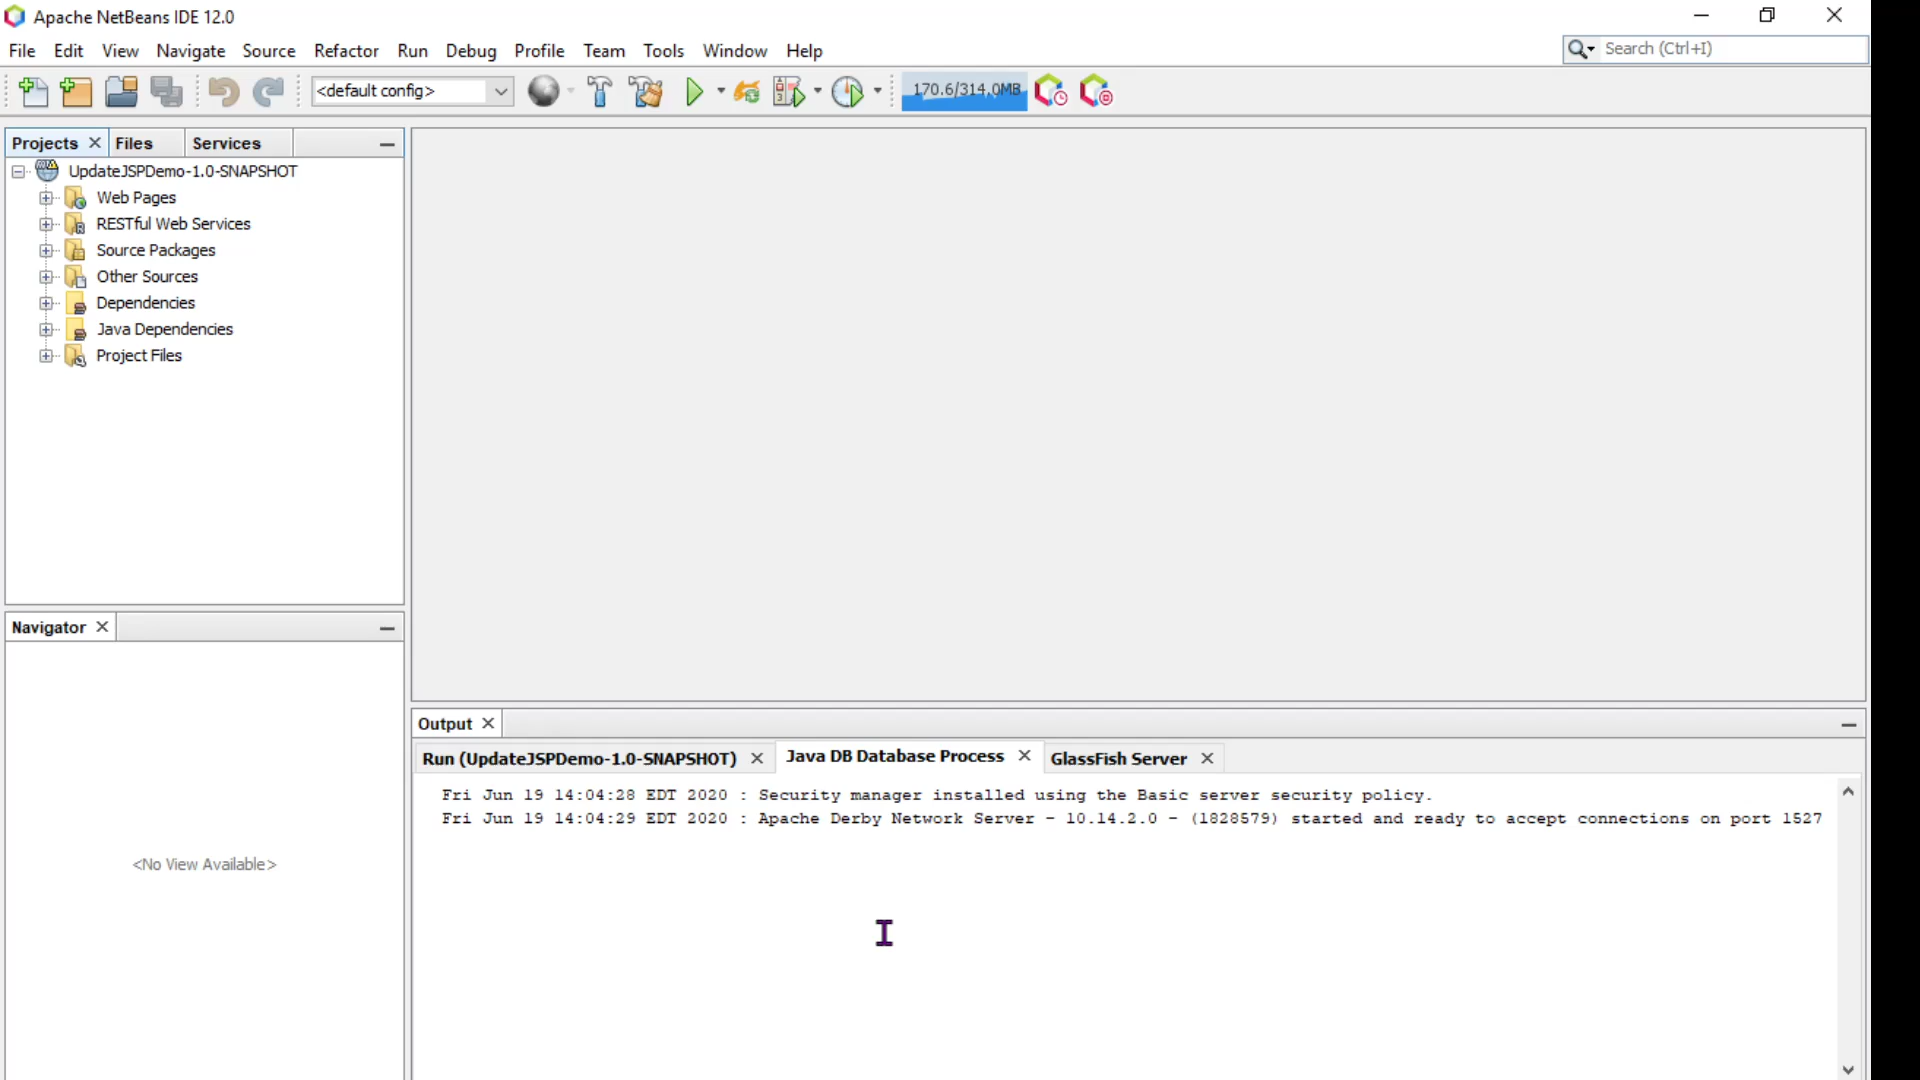 Apache NetBeans IDE 12.0
File Edit View Navigate Source Refactor Run Debug Profile Team Tools Window Help
Search (Ctrl+I)
<default config>
170.6/314.0MB
Projects Files Services
UpdateJSPDemo-1.0-SNAPSHOT
Web Pages
RESTful Web Services
Source Packages
Other Sources
Dependencies
Java Dependencies
Project Files
Navigator
<No View Available>
Output
Run (UpdateJSPDemo-1.0-SNAPSHOT) Java DB Database Process GlassFish Server
Fri Jun 19 14:04:28 EDT 2020 : Security manager installed using the Basic server security policy.
Fri Jun 19 14:04:29 EDT 2020 : Apache Derby Network Server - 10.14.2.0 - (1828579) started and ready to accept connections on port 1527